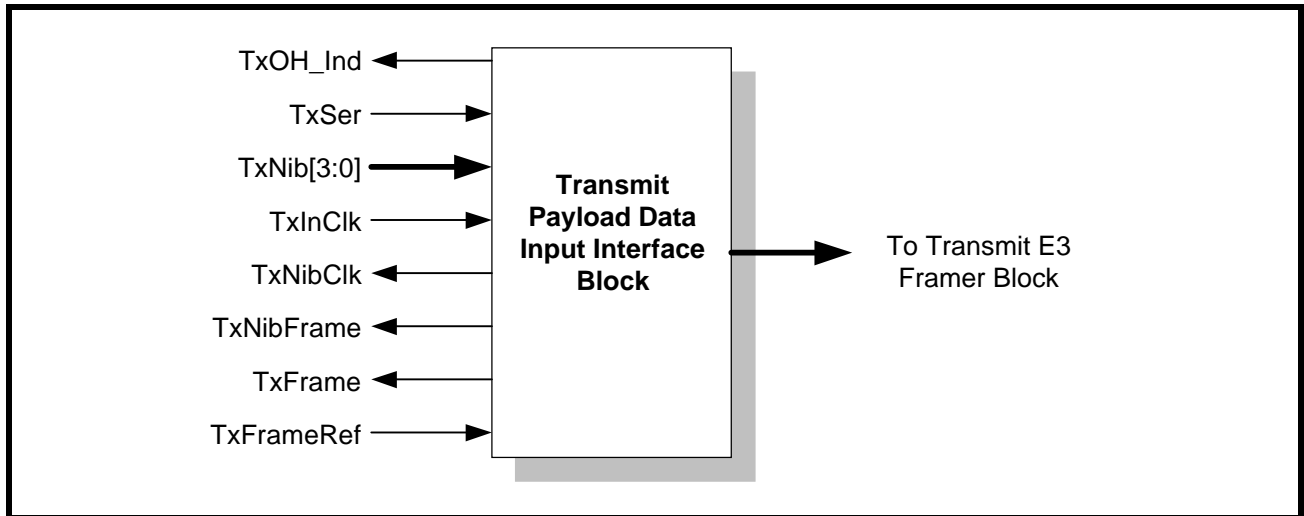 TxOH_Ind
TxSer
TxNib[3:0]
TxInClk
TxNibClk
TxNibFrame
TxFrame
TxFrameRef
Transmit
Payload Data
Input Interface
Block
To Transmit E3
Framer Block